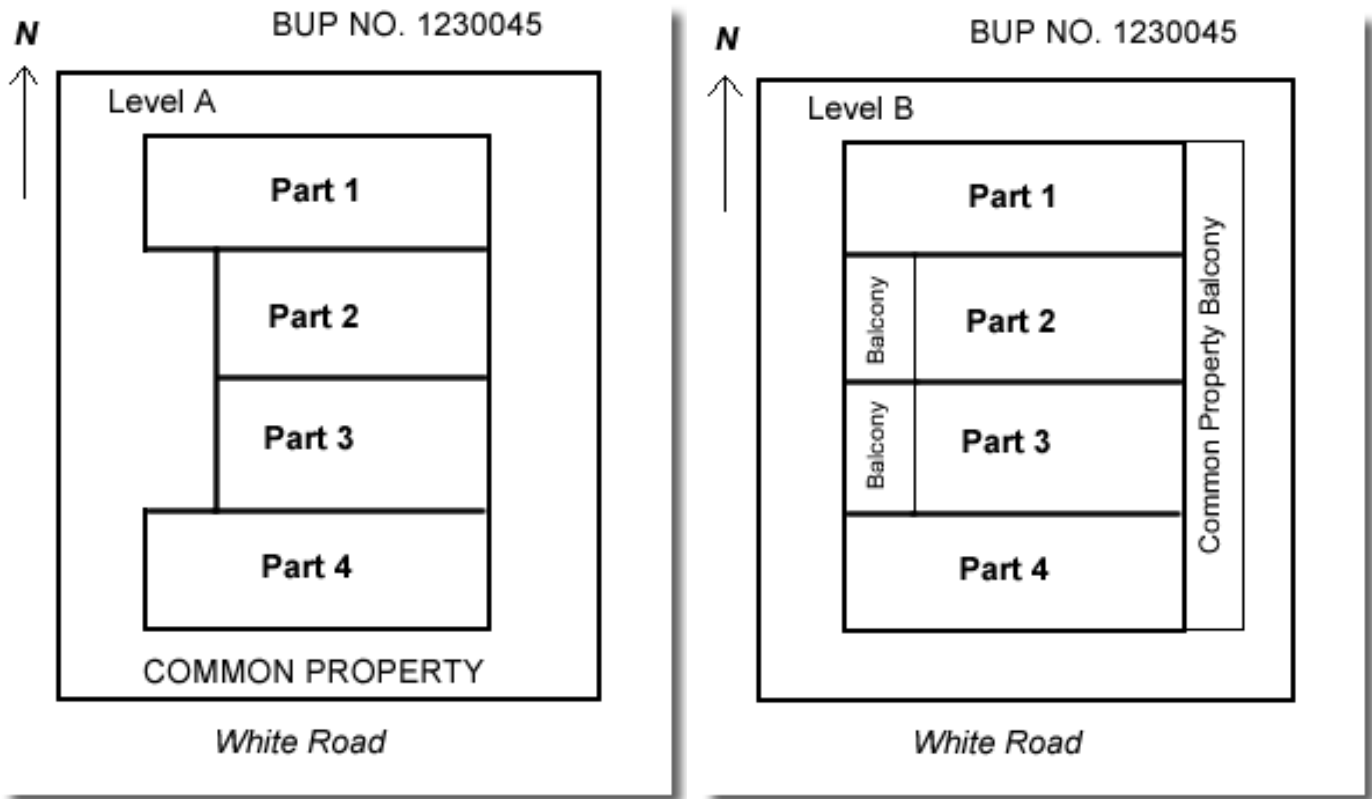 N
BUP NO. 1230045
Level A
Part 1
Part 2
Part 3
Part 4
COMMON PROPERTY
White Road
N
BUP NO. 1230045
Level B
Part 1
Balcony
Part 2
Balcony
Part 3
Part 4
Common Property Balcony
White Road